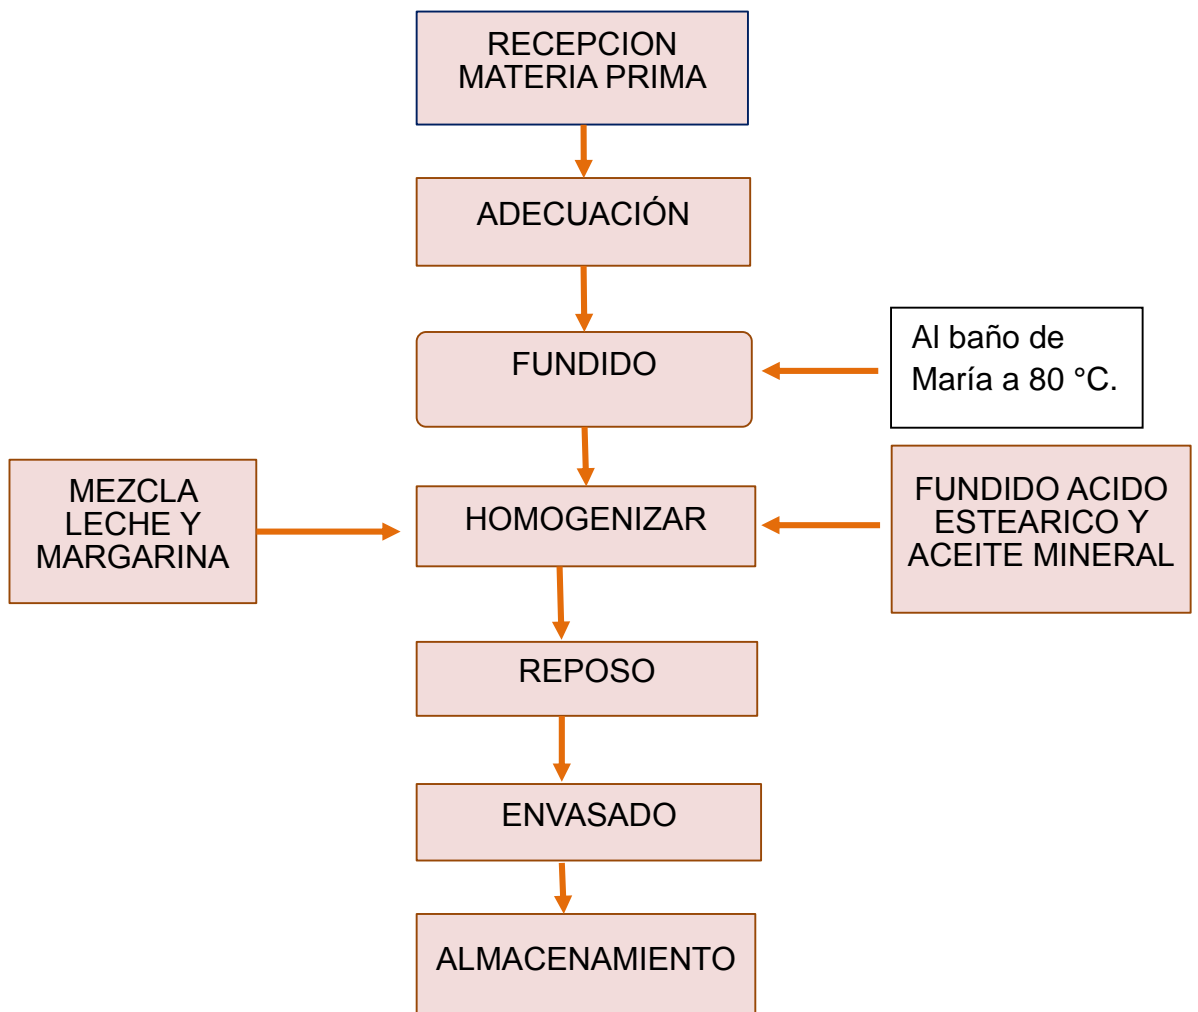 RECEPCION
MATERIA PRIMA
ADECUACIÓN
FUNDIDO
Al baño de
María a 80 °C.
MEZCLA
LECHE Y
MARGARINA
HOMOGENIZAR
FUNDIDO ACIDO
ESTEARICO Y
ACEITE MINERAL
REPOSO
ENVASADO
ALMACENAMIENTO